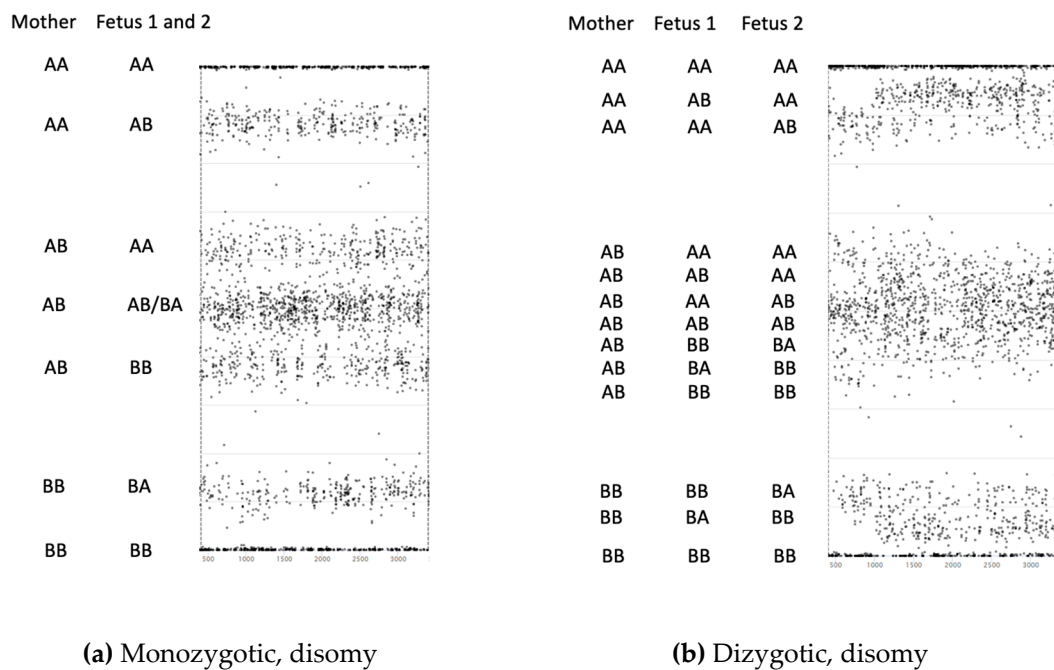 Mother Fetus 1 and 2
AA AA
AA AB
AB AA
AB AB/BA
AB BB
BB BA
BB BB
500 1000 1500 2000 2500 3000
(a) Monozygotic, disomy
Mother Fetus 1 Fetus 2
AA AA AA
AA AB AA
AA AA AB
AB AA AA
AB AB AA
AB AA AB
AB AB AB
AB BB BA
AB BA BB
AB BB BB
BB BB BA
BB BA BB
BB BB BB
500 1000 1500 2000 2500 3000
(b) Dizygotic, disomy